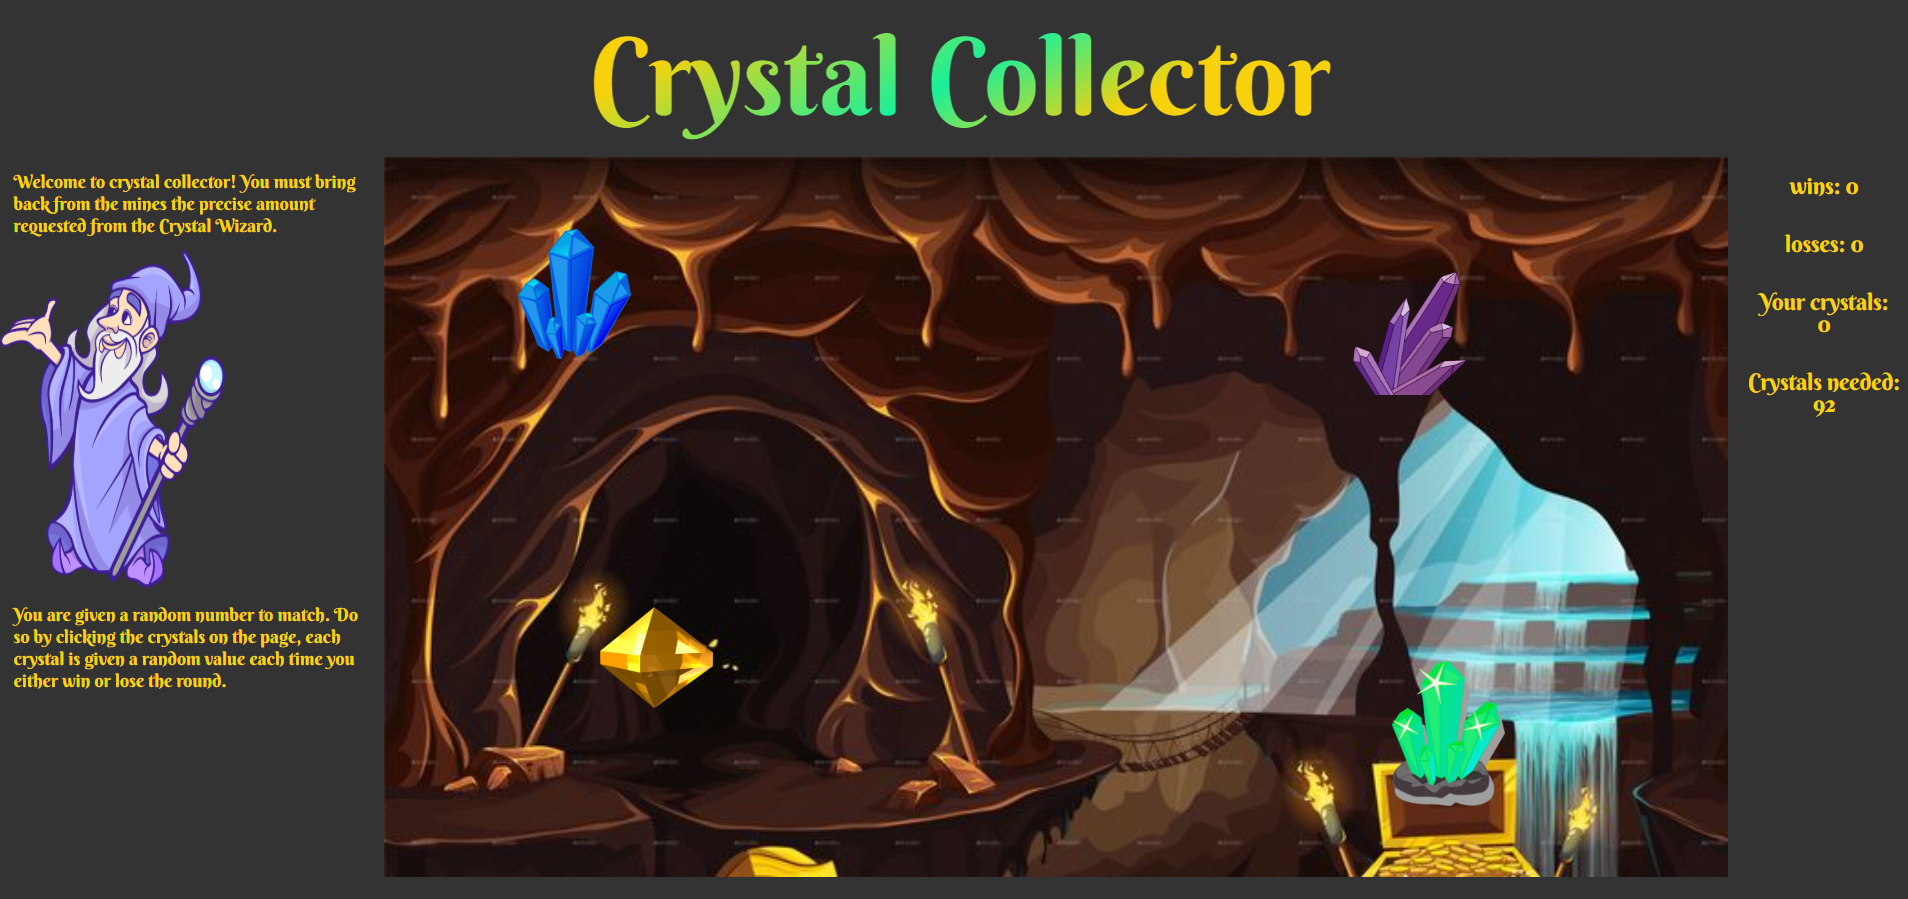 Crystal Collector
Welcome to crystal collector! You must bring
back from the mines the precise amount
requested from the Crystal Wizard.
You are given a random number to match. Do
so by clicking the crystals on the page, each
crystal is given a random value each time you
either win or lose the round.
wins: 0
losses: 0
Your crystals:
0
Crystals needed:
92